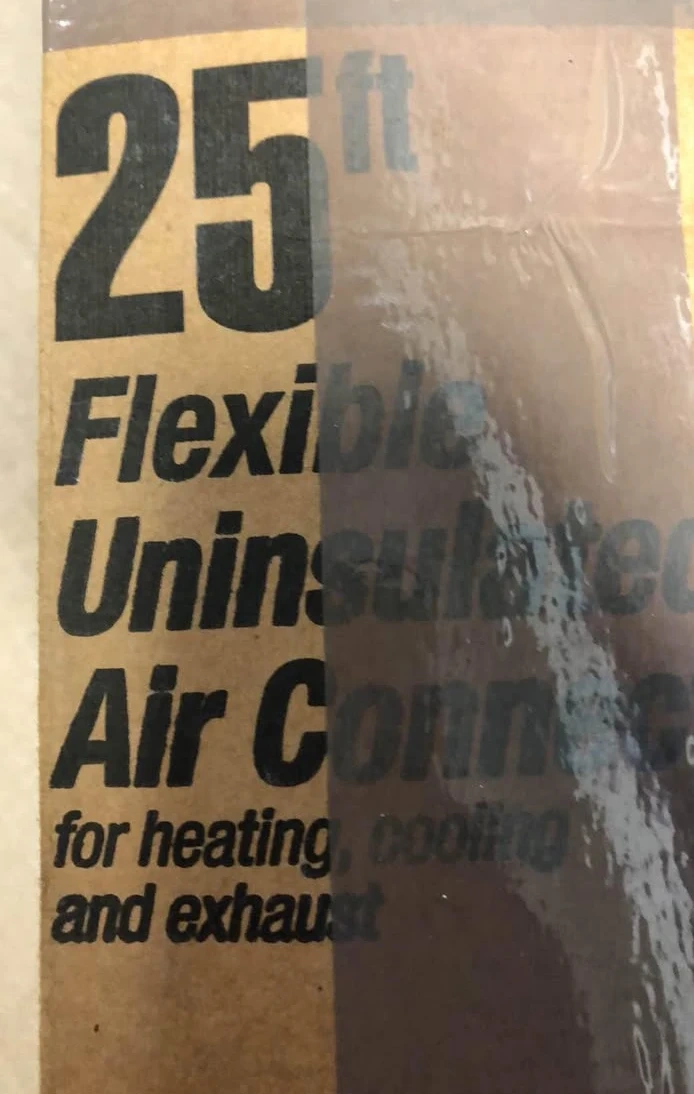 25ft
Flexible
Uninsulated
Air Connec
for heating, cooling
and exhaust